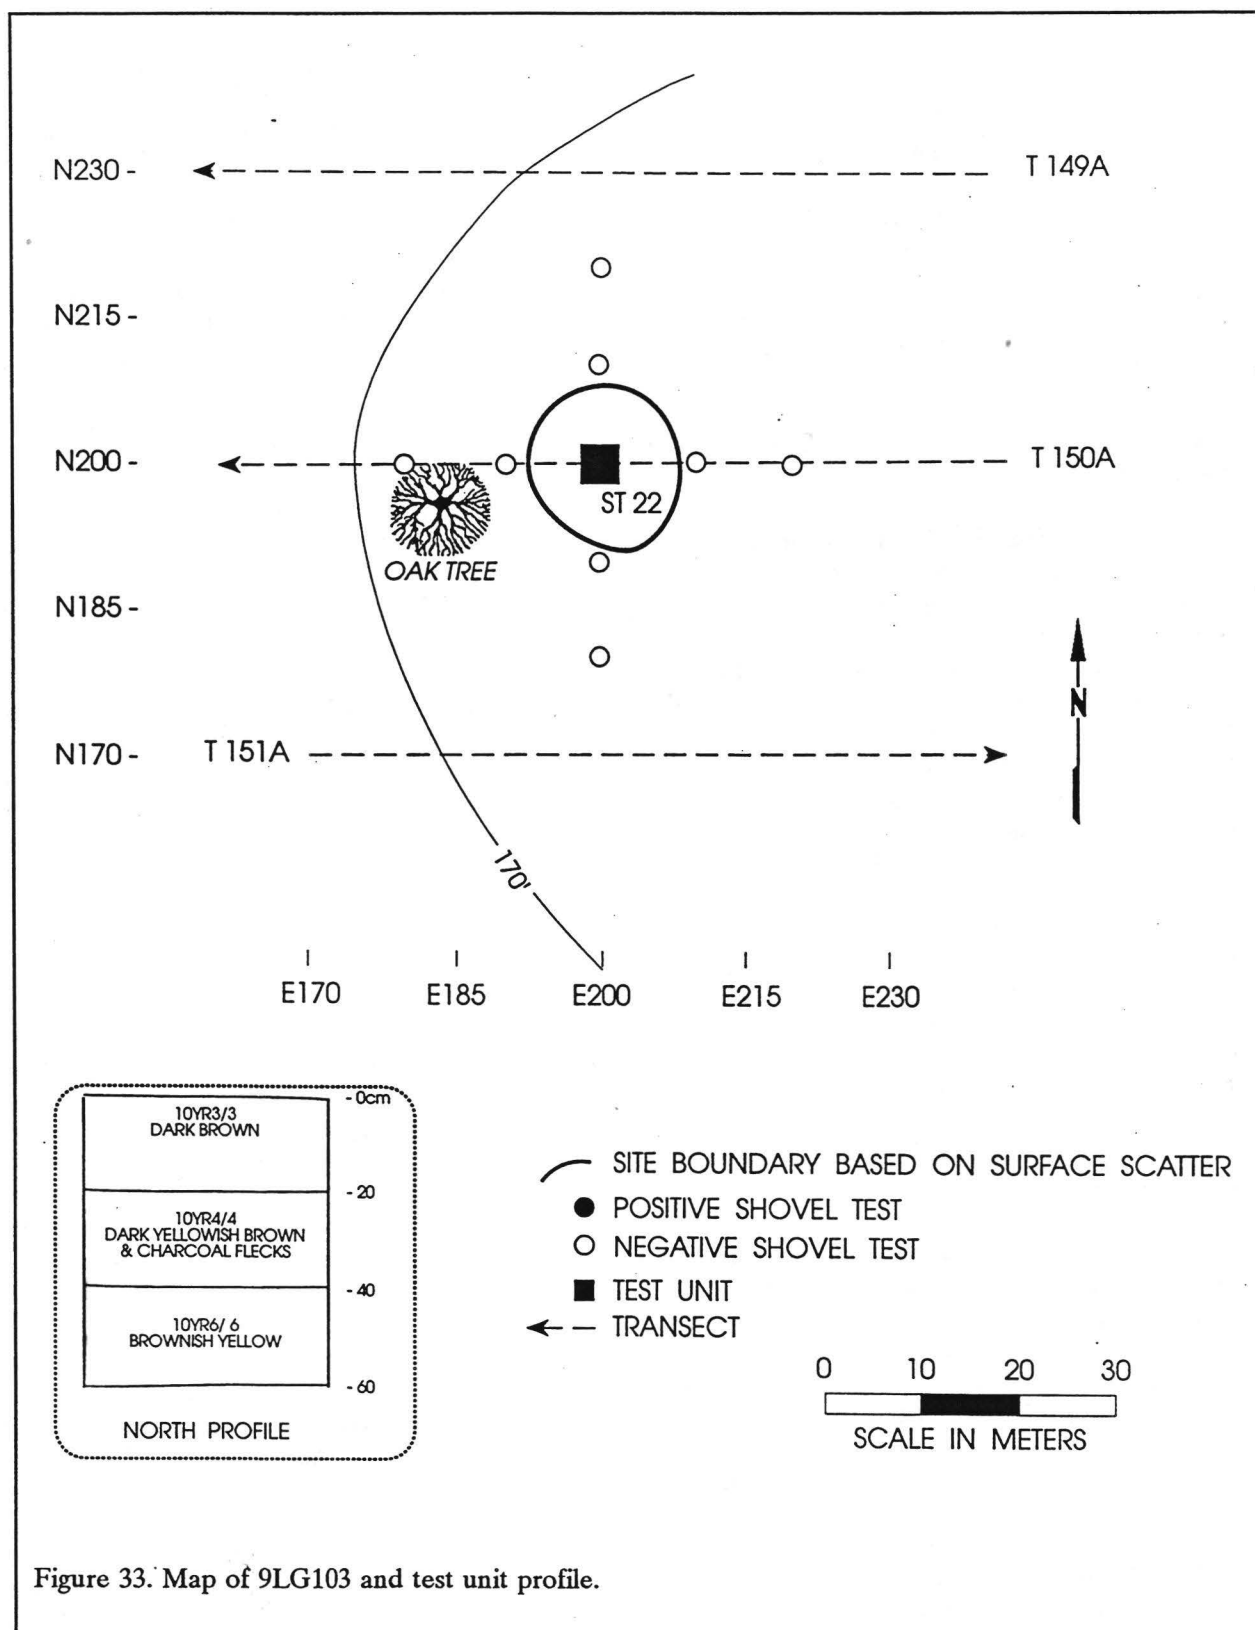 N230 -
T 149A
N215 -
N200 -
T 150A
ST 22
OAK TREE
N185 -
N
N170 -
T 151A
170'
E170 E185 E200 E215 E230
10YR3/3
DARK BROWN
10YR4/4
DARK YELLOWISH BROWN
& CHARCOAL FLECKS
10YR6/ 6
BROWNISH YELLOW
- 0cm
- 20
- 40
- 60
NORTH PROFILE
SITE BOUNDARY BASED ON SURFACE SCATTER
POSITIVE SHOVEL TEST
NEGATIVE SHOVEL TEST
TEST UNIT
TRANSECT
0 10 20 30
SCALE IN METERS
Figure 33. Map of 9LG103 and test unit profile.